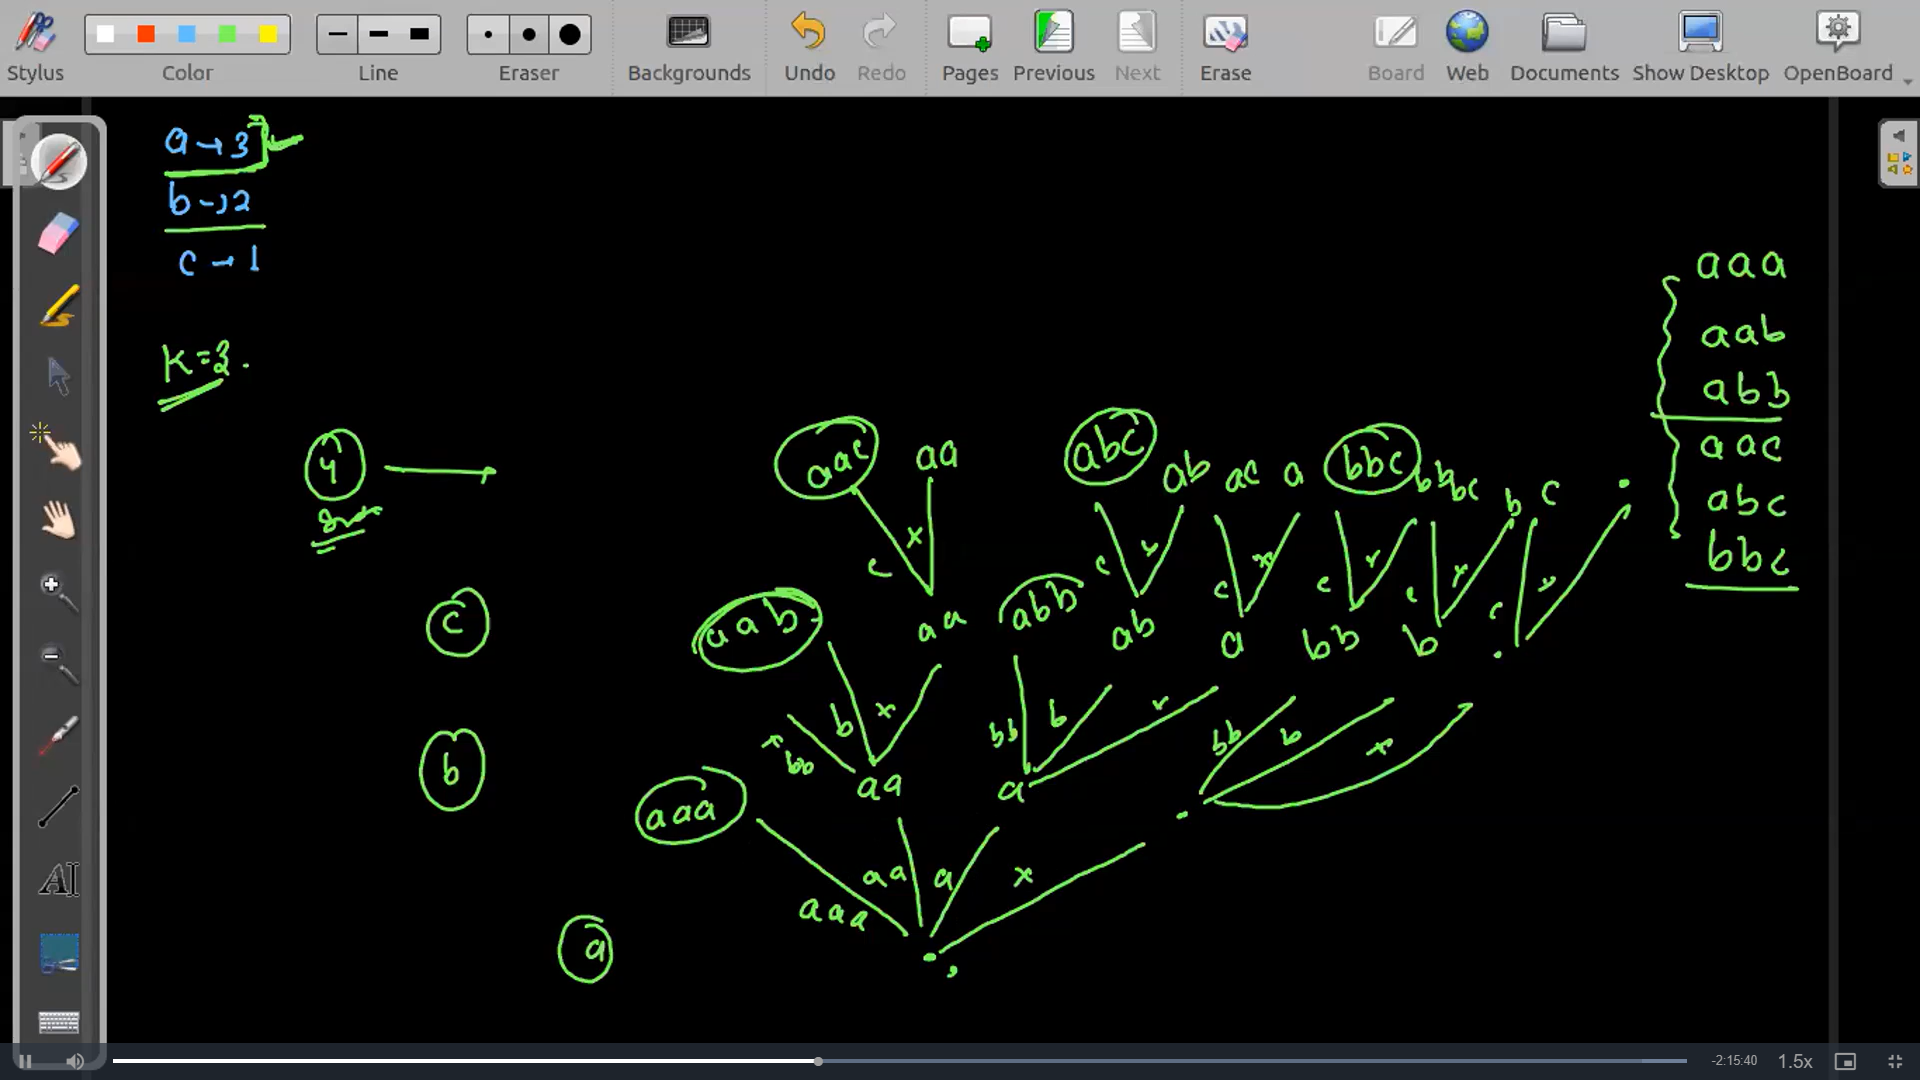 Stylus
Color
Line
Eraser
Backgrounds
Undo
Redo
Pages
Previous
Next
Erase
Board
Web
Documents
Show Desktop
OpenBoard
a → 3
b → 2
c → 1
K = 3.
aaa
aab
abb
aac
abc
bbc
4
aac aa abc ab ac a bbc bb bc b c .
c x c x c x c c x c
c
aab aa abb ab a bb b .
bb b x bb b x bb b x
b
aaa aa a .
aaa aa a x
a
-2:15:40
1.5x